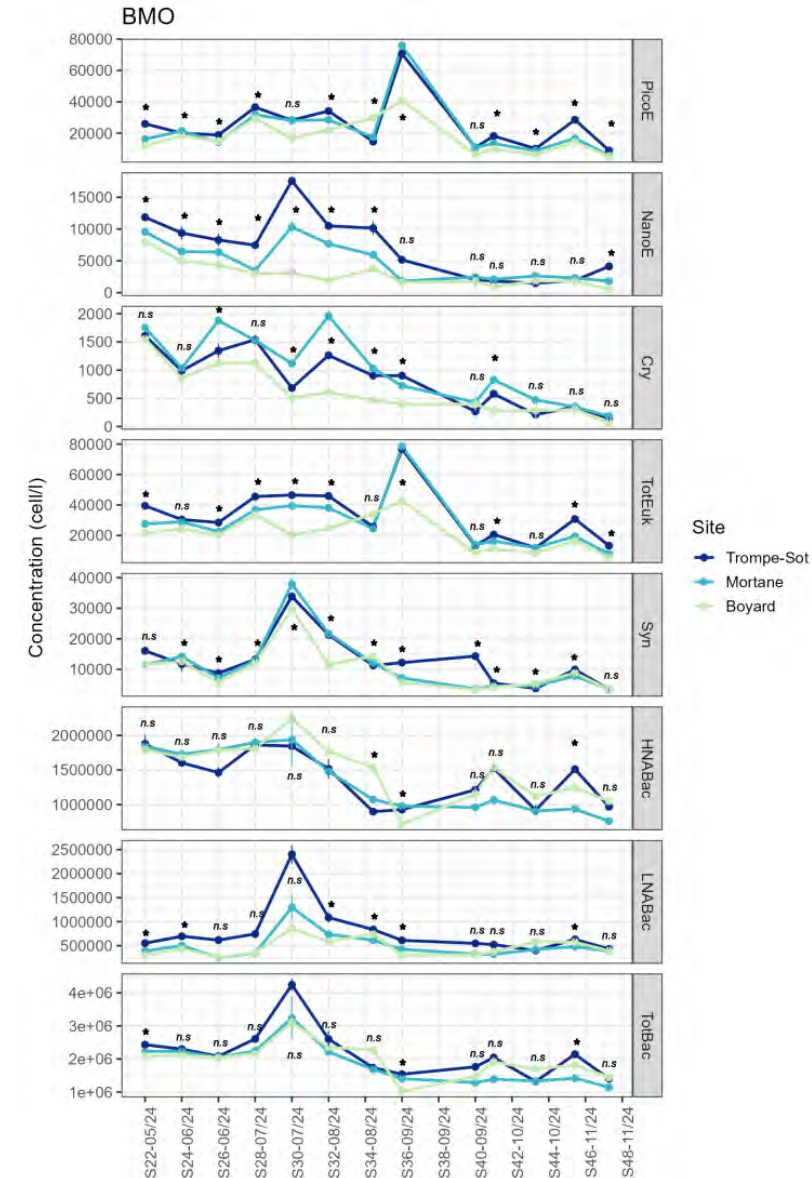 BMO
Concentration (cell/l)
80000
60000
40000
20000
* * * * n.s * * * n.s * * * *
PicoE
15000
10000
5000
0
* * * * * * * n.s n.s n.s n.s n.s *
NanoE
2000
1500
1000
500
0
n.s n.s * n.s * * * * n.s * n.s n.s n.s
Cry
80000
60000
40000
20000
* n.s * * * * n.s * n.s * n.s * *
TotEuk
40000
30000
20000
10000
n.s * * * * * * * * * * * n.s
Syn
2000000
1500000
1000000
n.s n.s n.s n.s n.s n.s * * n.s n.s n.s * n.s
HNABac
2500000
2000000
1500000
1000000
500000
* * n.s n.s n.s * * * n.s n.s n.s * n.s
LNABac
4e+06
3e+06
2e+06
1e+06
* n.s n.s n.s n.s n.s n.s * n.s n.s n.s * n.s
TotBac
S22-05/24
S24-06/24
S26-06/24
S28-07/24
S30-07/24
S32-08/24
S34-08/24
S36-09/24
S38-09/24
S40-09/24
S42-10/24
S44-10/24
S46-11/24
S48-11/24
Site
Trompe-Sot
Mortane
Boyard